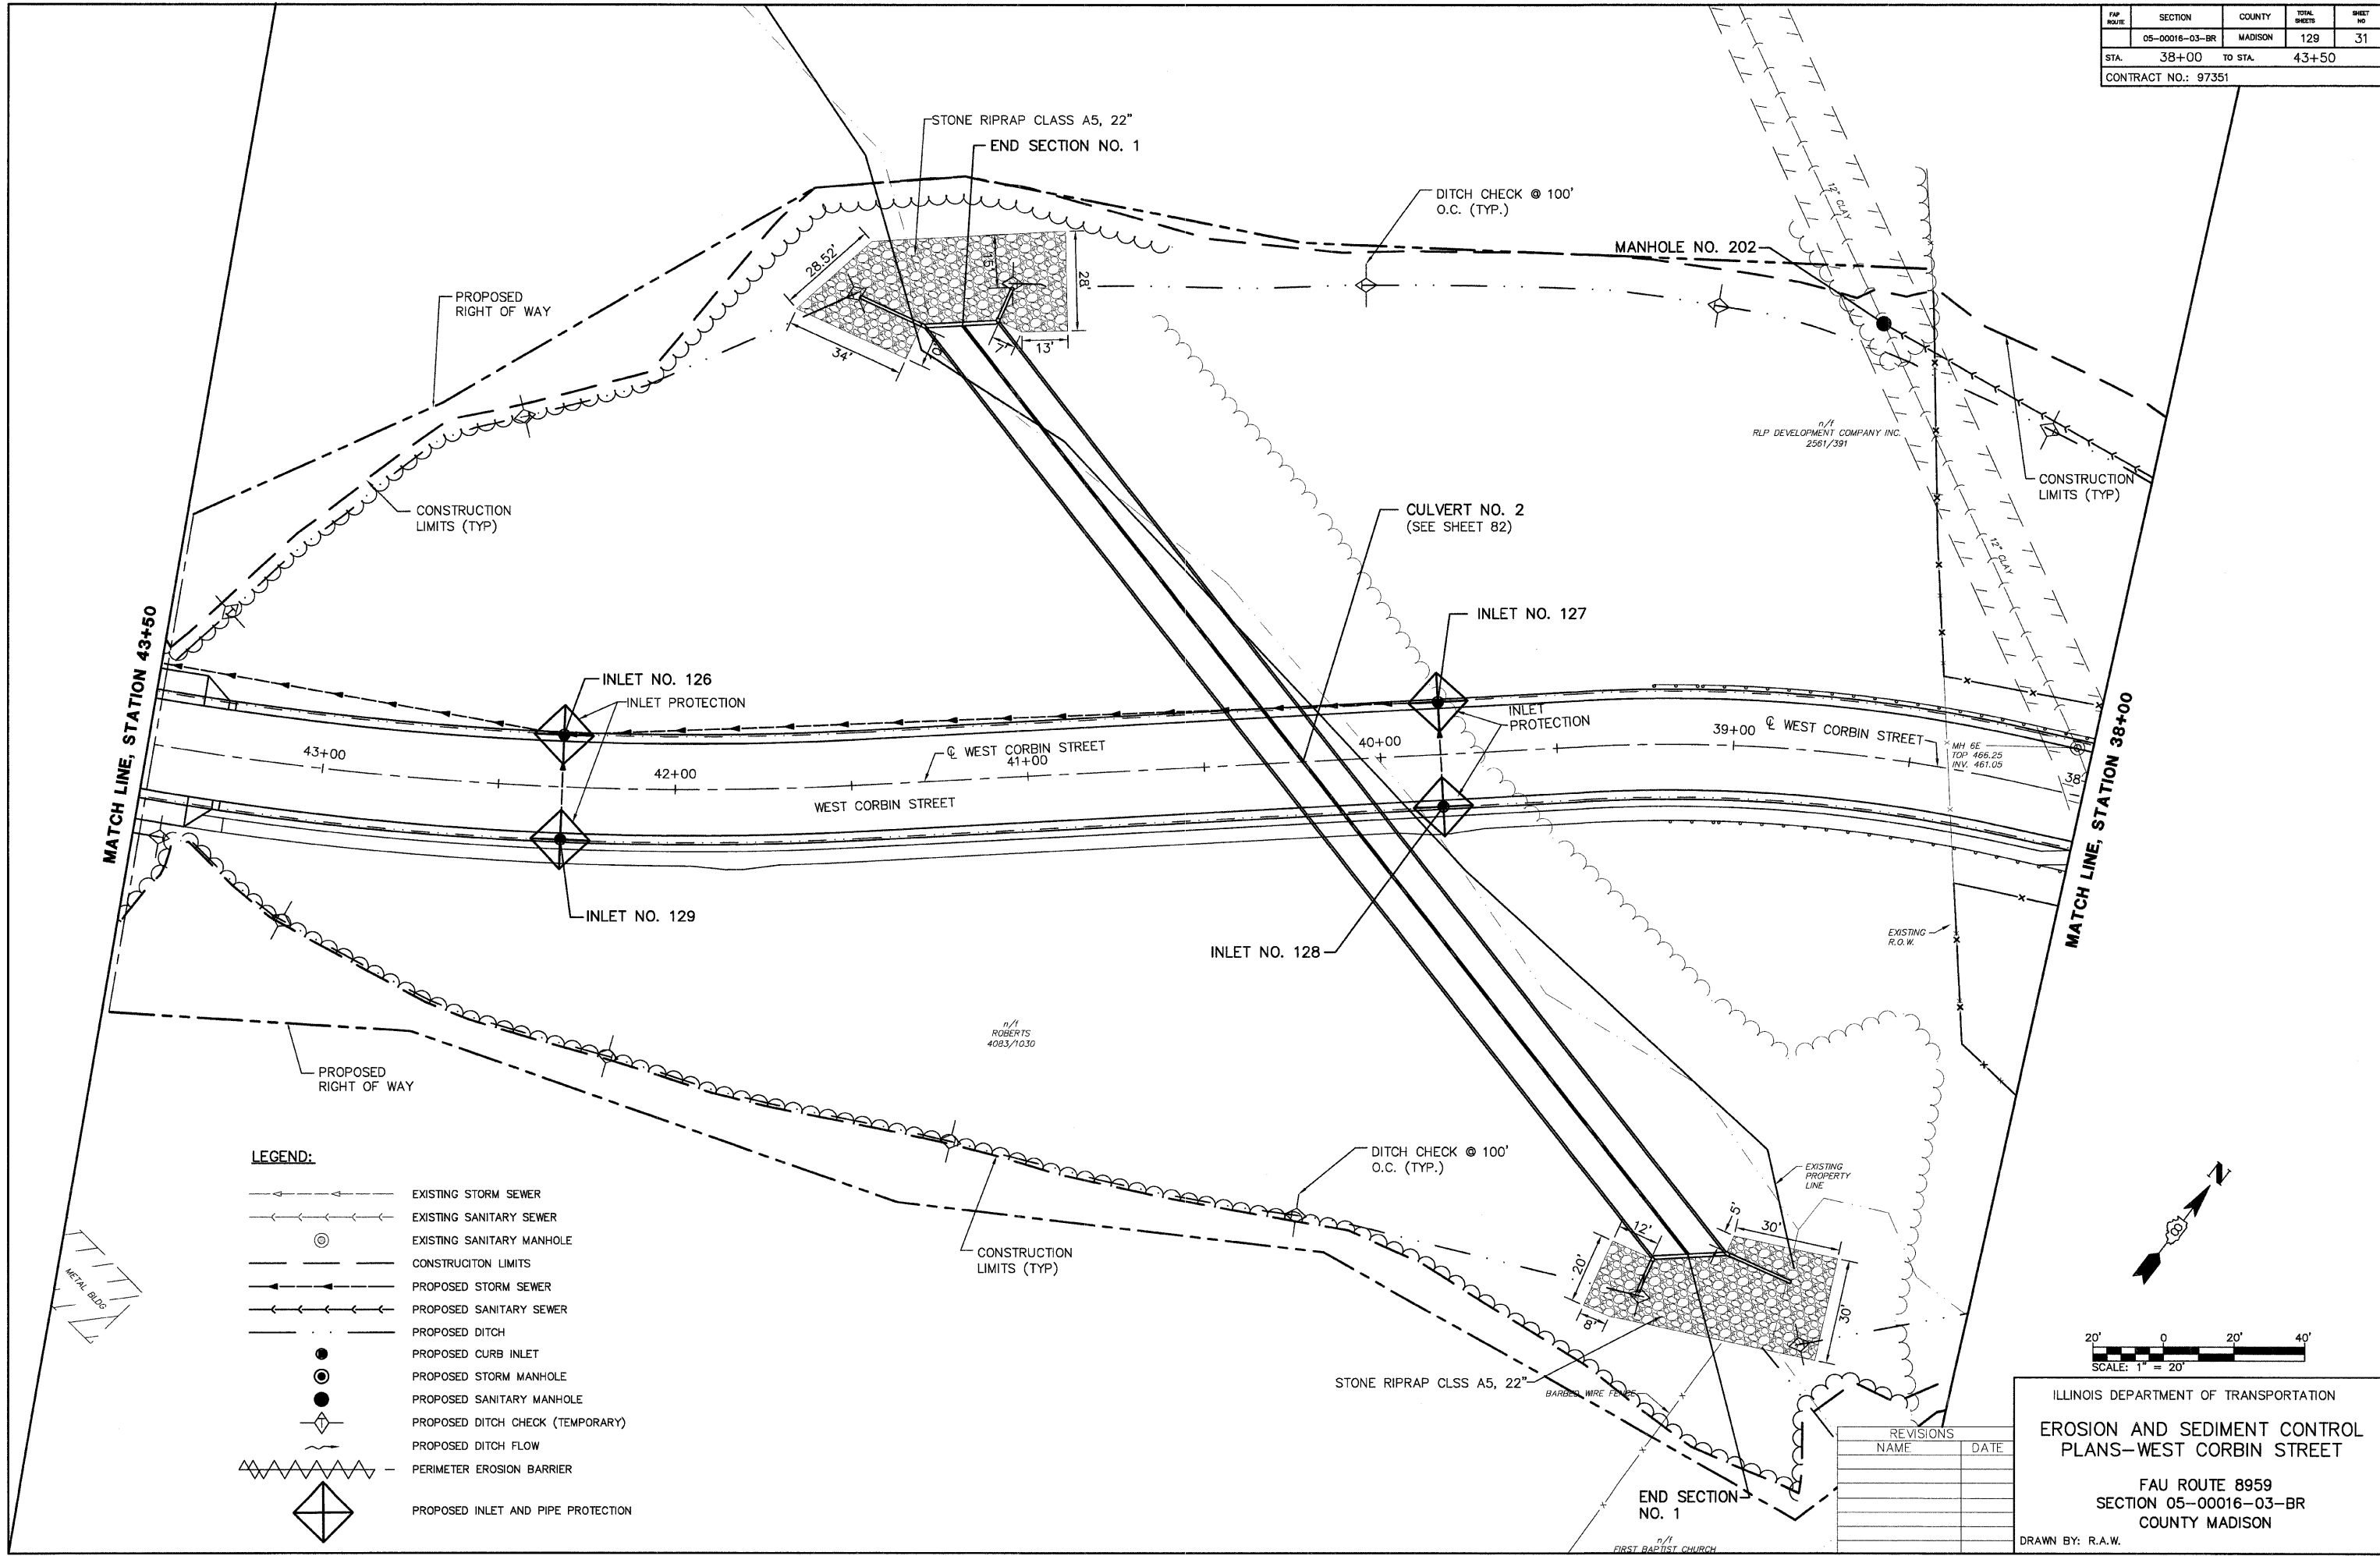 FAP ROUTE SECTION COUNTY TOTAL SHEETS SHEET NO
05-00016-03-BR MADISON 129 31
STA. 38+00 TO STA. 43+50
CONTRACT NO.: 97351
STONE RIPRAP CLASS A5, 22"
END SECTION NO. 1
DITCH CHECK @ 100'
O.C. (TYP.)
MANHOLE NO. 202
12" CLAY
28.52'
15'
28'
34'
10'
7'
13'
PROPOSED
RIGHT OF WAY
n/f
RLP DEVELOPMENT COMPANY INC.
2561/391
CONSTRUCTION
LIMITS (TYP)
CONSTRUCTION
LIMITS (TYP)
CULVERT NO. 2
(SEE SHEET 82)
12" CLAY
MATCH LINE, STATION 43+50
INLET NO. 127
INLET NO. 126
INLET PROTECTION
INLET
PROTECTION
43+00
42+00
℄ WEST CORBIN STREET
41+00
40+00
39+00
℄ WEST CORBIN STREET
MH 6E
TOP 466.25
INV. 461.05
38
WEST CORBIN STREET
MATCH LINE, STATION 38+00
INLET NO. 129
INLET NO. 128
EXISTING
R.O.W.
n/f
ROBERTS
4083/1030
PROPOSED
RIGHT OF WAY
DITCH CHECK @ 100'
O.C. (TYP.)
EXISTING
PROPERTY
LINE
N
CONSTRUCTION
LIMITS (TYP)
12'
5'
30'
20'
8'
30'
STONE RIPRAP CLSS A5, 22"
BARBED WIRE FENCE
END SECTION
NO. 1
n/f
FIRST BAPTIST CHURCH
METAL BLDG
LEGEND:
EXISTING STORM SEWER
EXISTING SANITARY SEWER
EXISTING SANITARY MANHOLE
CONSTRUCITON LIMITS
PROPOSED STORM SEWER
PROPOSED SANITARY SEWER
PROPOSED DITCH
PROPOSED CURB INLET
PROPOSED STORM MANHOLE
PROPOSED SANITARY MANHOLE
PROPOSED DITCH CHECK (TEMPORARY)
PROPOSED DITCH FLOW
PERIMETER EROSION BARRIER
PROPOSED INLET AND PIPE PROTECTION
20' 0 20' 40'
SCALE: 1" = 20'
REVISIONS
NAME DATE
ILLINOIS DEPARTMENT OF TRANSPORTATION
EROSION AND SEDIMENT CONTROL
PLANS-WEST CORBIN STREET
FAU ROUTE 8959
SECTION 05-00016-03-BR
COUNTY MADISON
DRAWN BY: R.A.W.